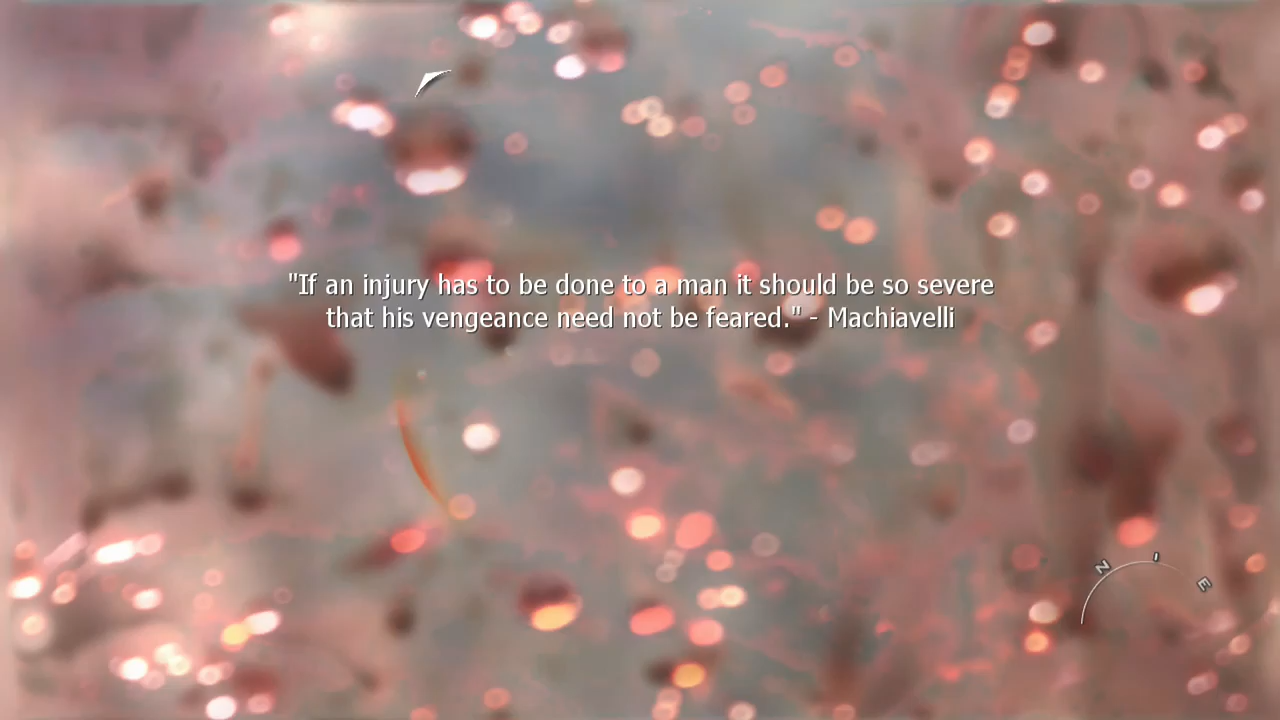 "If an injury has to be done to a man it should be so severe
that his vengeance need not be feared." - Machiavelli
N
E